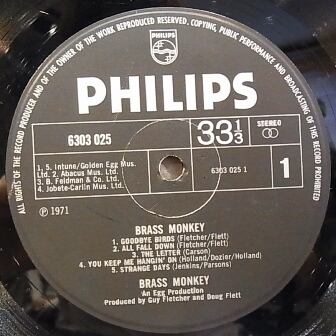 ALL RIGHTS OF THE RECORD PRODUCER AND OF THE OWNER OF THE WORK REPRODUCED RESERVED. COPYING, PUBLIC PERFORMANCE AND BROADCASTING OF THIS RECORD PROHIBITED
PHILIPS
PHILIPS
6303 025
33 1/3
STEREO
1. 5. Intune/Golden Egg Mus.
Ltd. 2. Abacus Mus. Ltd.
3. B. Feldman & Co. Ltd.
4. Jobete-Carlin Mus. Ltd.
6303 025 1
1
Ⓟ 1971
BRASS MONKEY
1. GOODBYE BIRDS (Fletcher/Flett)
2. ALL FALL DOWN (Fletcher/Flett)
3. THE LETTER (Carson)
4. YOU KEEP ME HANGIN' ON (Holland/Dozier/Holland)
5. STRANGE DAYS (Jenkins/Parsons)
BRASS MONKEY
An Egg Production
Produced by Guy Fletcher and Doug Flett